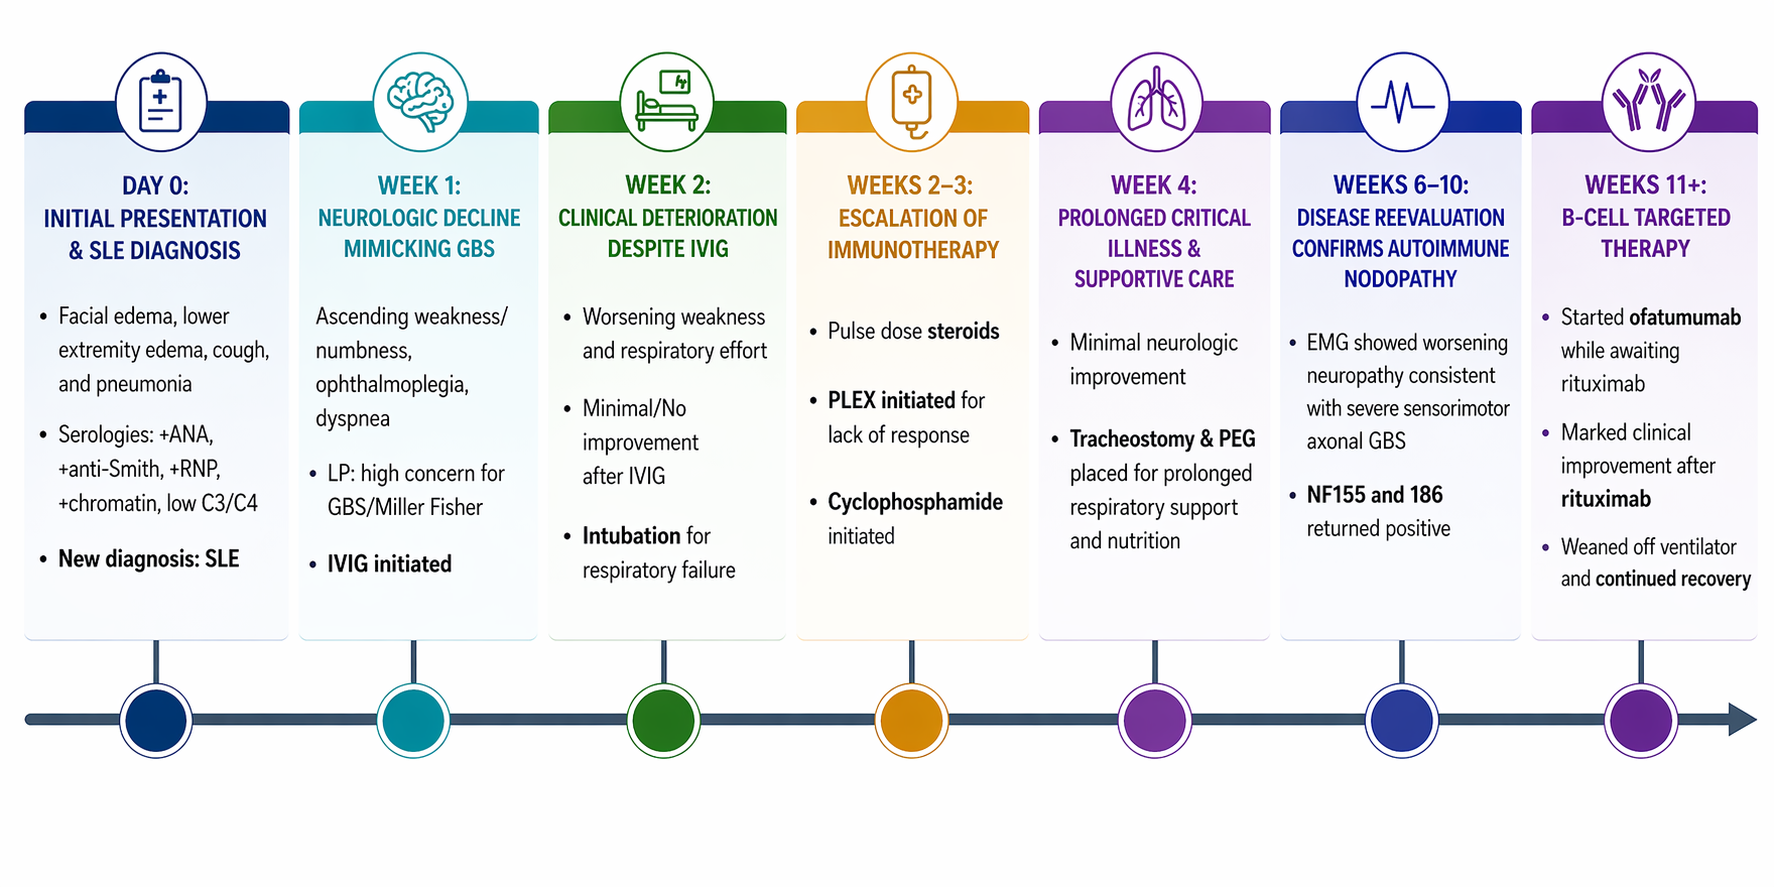 DAY 0:
INITIAL PRESENTATION
& SLE DIAGNOSIS
• Facial edema, lower
extremity edema, cough,
and pneumonia
• Serologies: +ANA,
+anti-Smith, +RNP,
+chromatin, low C3/C4
• New diagnosis: SLE
WEEK 1:
NEUROLOGIC DECLINE
MIMICKING GBS
Ascending weakness/
numbness,
ophthalmoplegia,
dyspnea
• LP: high concern for
GBS/Miller Fisher
• IVIG initiated
WEEK 2:
CLINICAL DETERIORATION
DESPITE IVIG
• Worsening weakness
and respiratory effort
• Minimal/No
improvement
after IVIG
• Intubation for
respiratory failure
WEEKS 2–3:
ESCALATION OF
IMMUNOTHERAPY
• Pulse dose steroids
• PLEX initiated for
lack of response
• Cyclophosphamide
initiated
WEEK 4:
PROLONGED CRITICAL
ILLNESS &
SUPPORTIVE CARE
• Minimal neurologic
improvement
• Tracheostomy & PEG
placed for prolonged
respiratory support
and nutrition
WEEKS 6–10:
DISEASE REEVALUATION
CONFIRMS AUTOIMMUNE
NODOPATHY
• EMG showed worsening
neuropathy consistent
with severe sensorimotor
axonal GBS
• NF155 and 186
returned positive
WEEKS 11+:
B-CELL TARGETED
THERAPY
• Started ofatumumab
while awaiting
rituximab
• Marked clinical
improvement after
rituximab
• Weaned off ventilator
and continued recovery